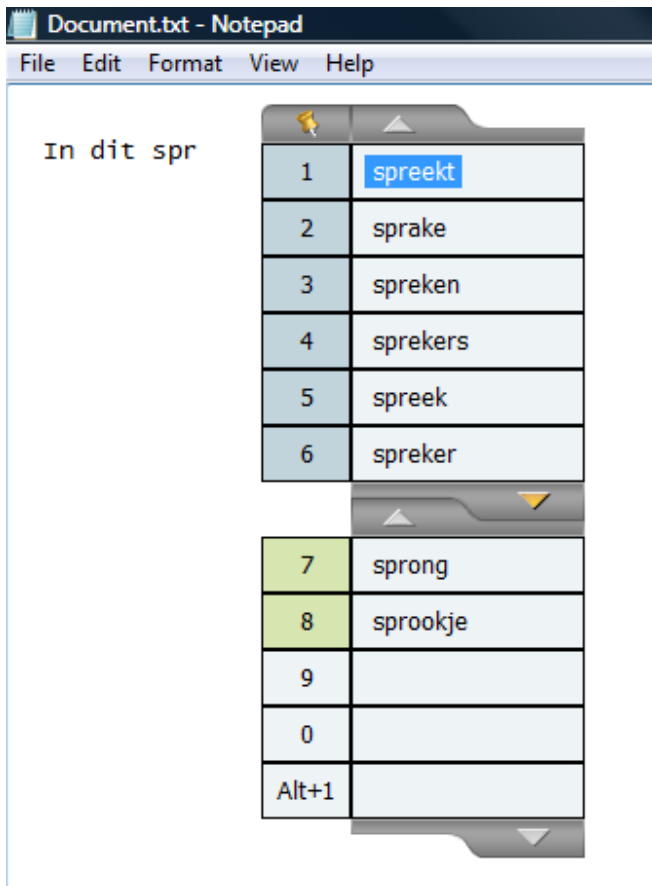 Document.txt - Notepad
File Edit Format View Help
In dit spr
1 spreekt
2 sprake
3 spreken
4 sprekers
5 spreek
6 spreker
7 sprong
8 sprookje
9
0
Alt+1